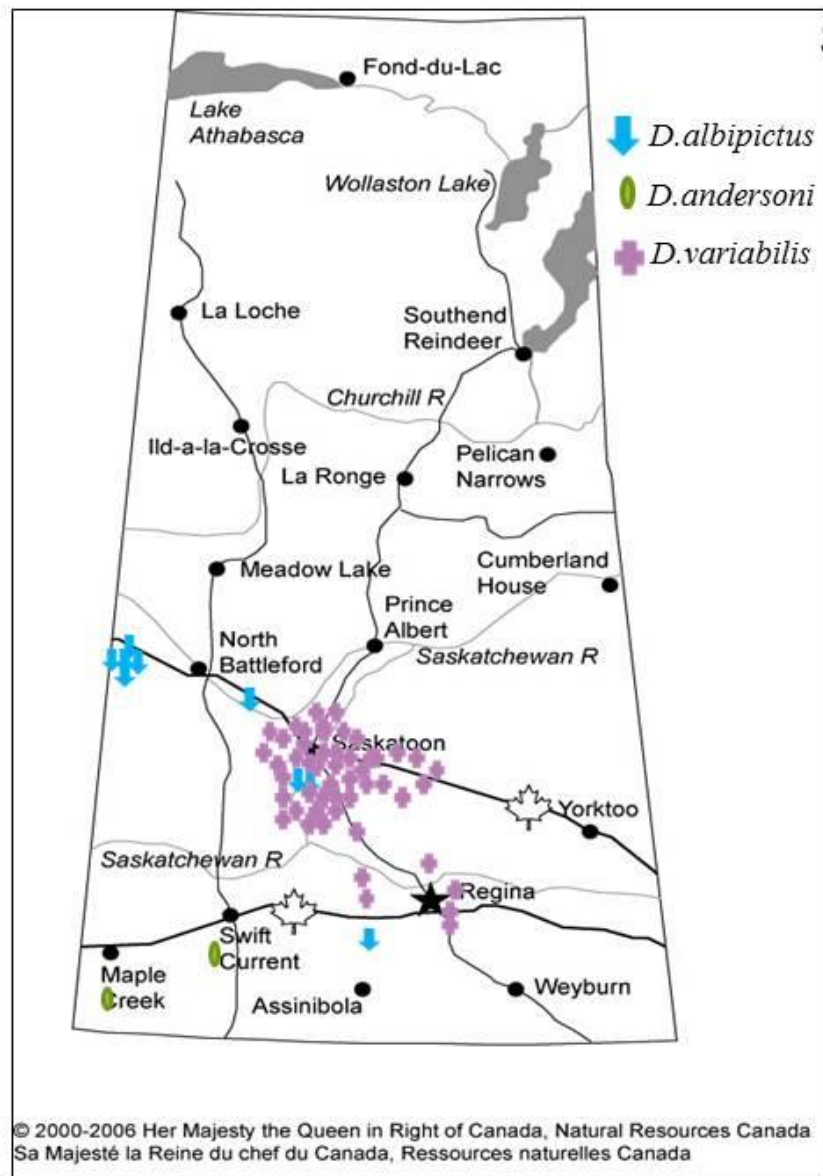 Fond-du-Lac
Lake
Athabasca
D.albipictus
Wollaston Lake
D.andersoni
D.variabilis
La Loche
Southend
Reindeer
Churchill R
Ild-a-la-Crosse
Pelican
Narrows
La Ronge
Cumberland
House
Meadow Lake
Prince
Albert
North
Battleford
Saskatchewan R
Saskatoon
Yorktoo
Saskatchewan R
Regina
Swift
Current
Maple
Creek
Assinibola
Weyburn
© 2000-2006 Her Majesty the Queen in Right of Canada, Natural Resources Canada
Sa Majesté la Reine du chef du Canada, Ressources naturelles Canada